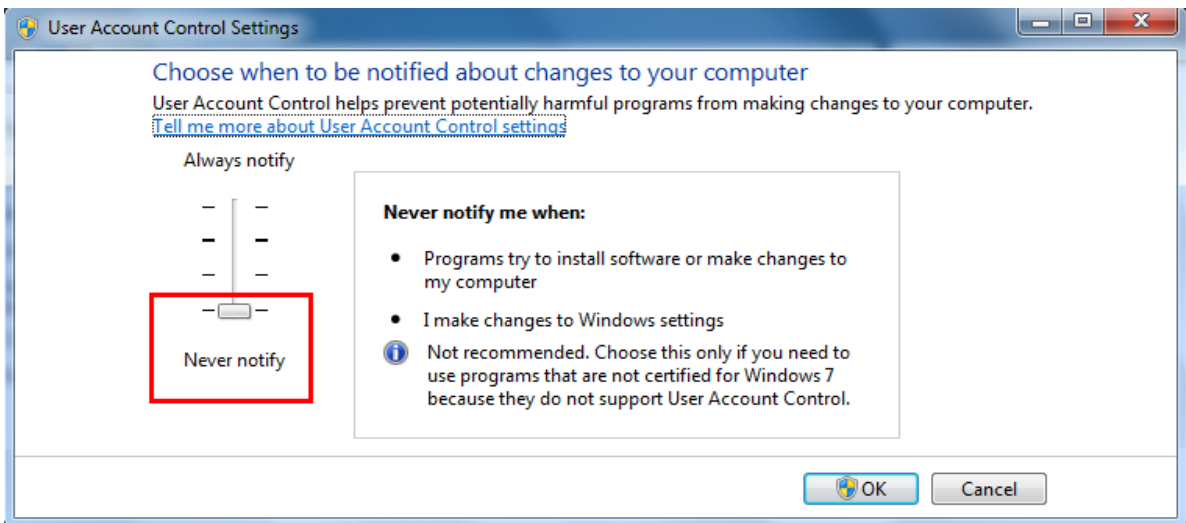 User Account Control Settings
Choose when to be notified about changes to your computer
User Account Control helps prevent potentially harmful programs from making changes to your computer.
Tell me more about User Account Control settings
Always notify
Never notify me when:
• Programs try to install software or make changes to
my computer
• I make changes to Windows settings
Never notify
Not recommended. Choose this only if you need to
use programs that are not certified for Windows 7
because they do not support User Account Control.
OK
Cancel